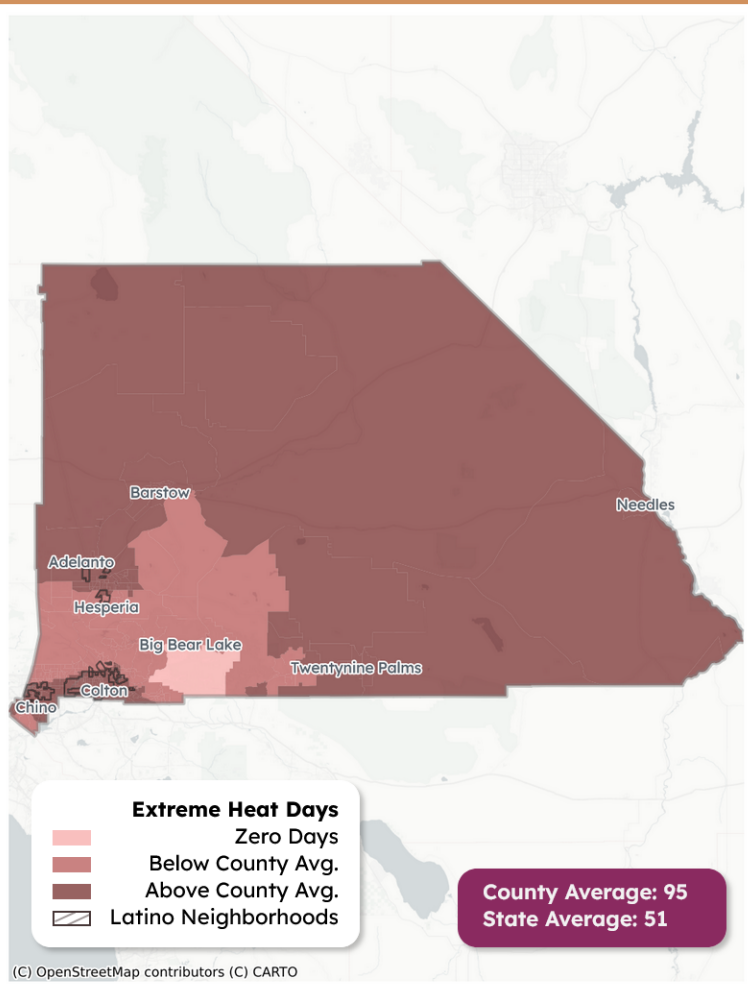 Barstow
Needles
Adelanto
Hesperia
Big Bear Lake
Twentynine Palms
Colton
Chino
Extreme Heat Days
Zero Days
Below County Avg.
Above County Avg.
Latino Neighborhoods
County Average: 95
State Average: 51
(C) OpenStreetMap contributors (C) CARTO